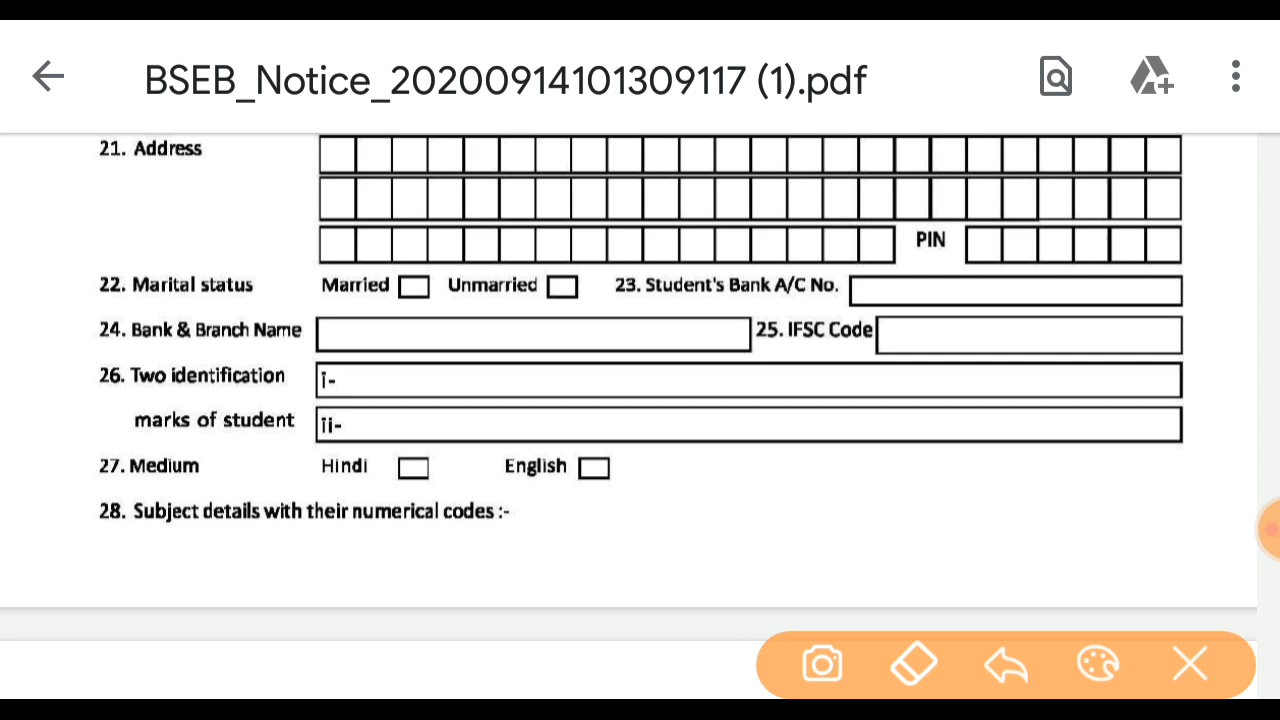 BSEB_Notice_20200914101309117 (1).pdf
21. Address
PIN
22. Marital status Married Unmarried 23. Student's Bank A/C No.
24. Bank & Branch Name 25. IFSC Code
26. Two identification i-
marks of student ii-
27. Medium Hindi English
28. Subject details with their numerical codes :-